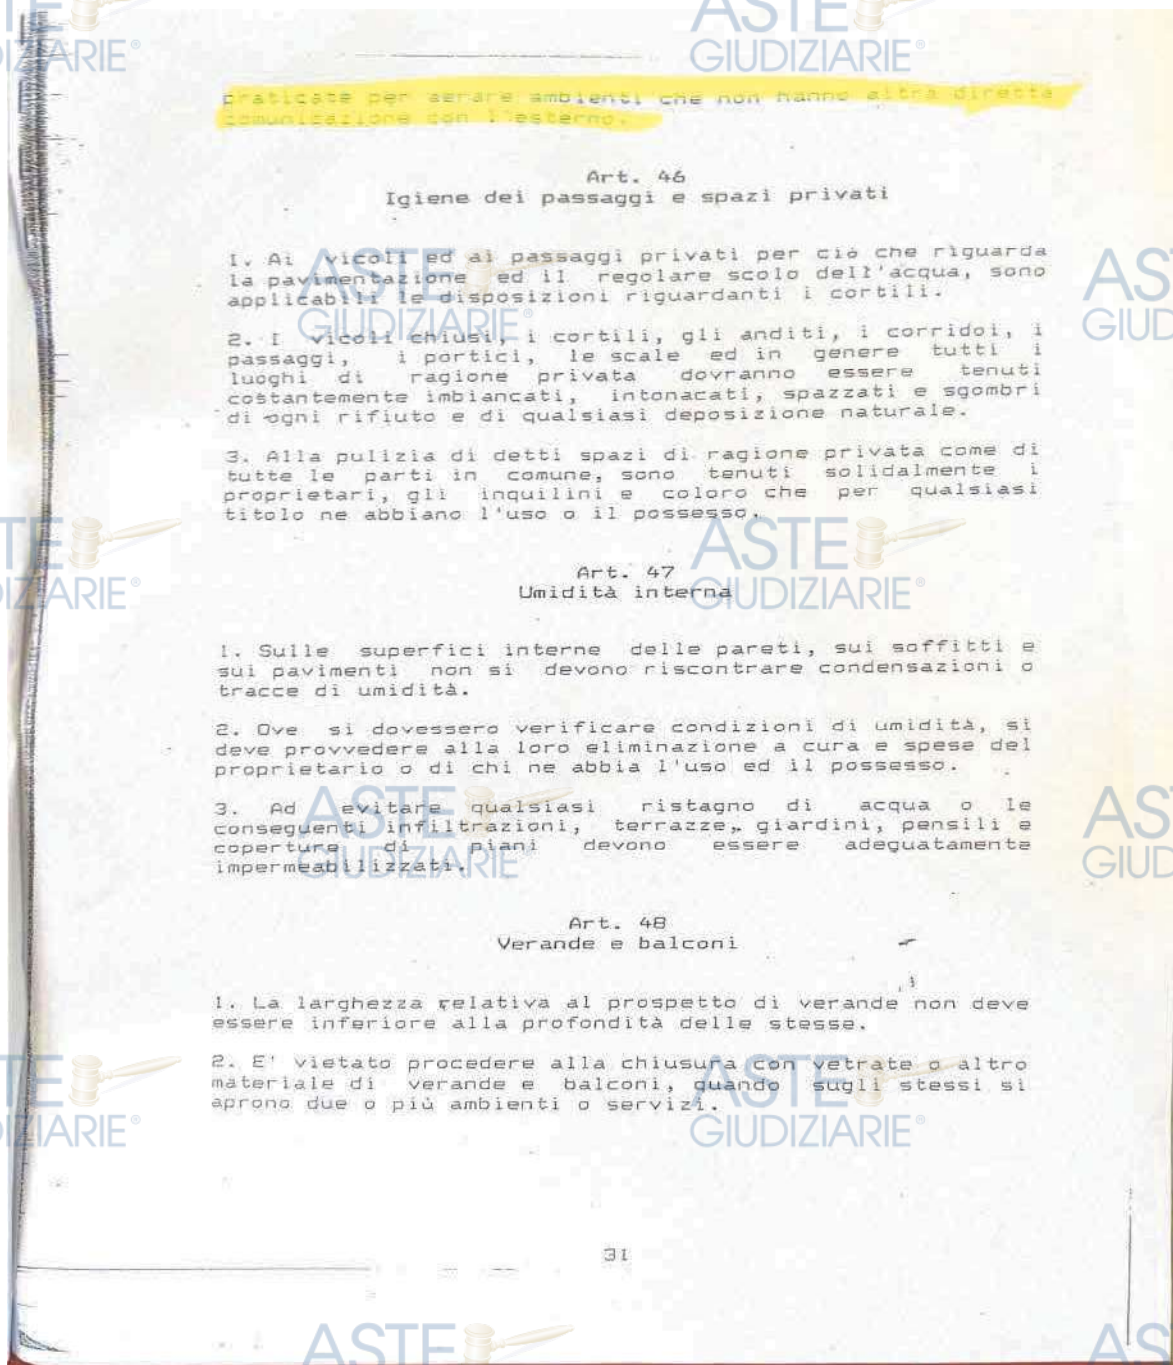 praticate per aerare ambienti che non hanno altra diretta
comunicazione con l'esterno.
Art. 46
Igiene dei passaggi e spazi privati
1. Ai vicoli ed ai passaggi privati per ciò che riguarda
la pavimentazione ed il regolare scolo dell'acqua, sono
applicabili le disposizioni riguardanti i cortili.
2. I vicoli chiusi, i cortili, gli anditi, i corridoi, i
passaggi, i portici, le scale ed in genere tutti i
luoghi di ragione privata dovranno essere tenuti
costantemente imbiancati, intonacati, spazzati e sgombri
di ogni rifiuto e di qualsiasi deposizione naturale.
3. Alla pulizia di detti spazi di ragione privata come di
tutte le parti in comune, sono tenuti solidalmente i
proprietari, gli inquilini e coloro che per qualsiasi
titolo ne abbiano l'uso o il possesso.
Art. 47
Umidità interna
1. Sulle superfici interne delle pareti, sui soffitti e
sui pavimenti non si devono riscontrare condensazioni o
tracce di umidità.
2. Ove si dovessero verificare condizioni di umidità, si
deve provvedere alla loro eliminazione a cura e spese del
proprietario o di chi ne abbia l'uso ed il possesso.
3. Ad evitare qualsiasi ristagno di acqua o le
conseguenti infiltrazioni, terrazze, giardini, pensili e
coperture di piani devono essere adeguatamente
impermeabilizzati.
Art. 48
Verande e balconi
1. La larghezza relativa al prospetto di verande non deve
essere inferiore alla profondità delle stesse.
2. E' vietato procedere alla chiusura con vetrate o altro
materiale di verande e balconi, quando sugli stessi si
aprono due o più ambienti o servizi.
31
ASTE
GIUDIZIARIE®